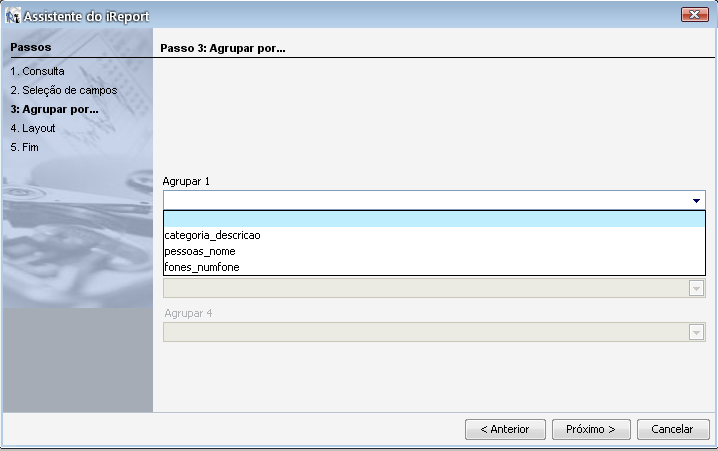 Assistente do iReport
Passos
1. Consulta
2. Seleção de campos
3: Agrupar por...
4. Layout
5. Fim
Passo 3: Agrupar por...
Agrupar 1
categoria_descricao
pessoas_nome
fones_numfone
Agrupar 4
< Anterior
Próximo >
Cancelar